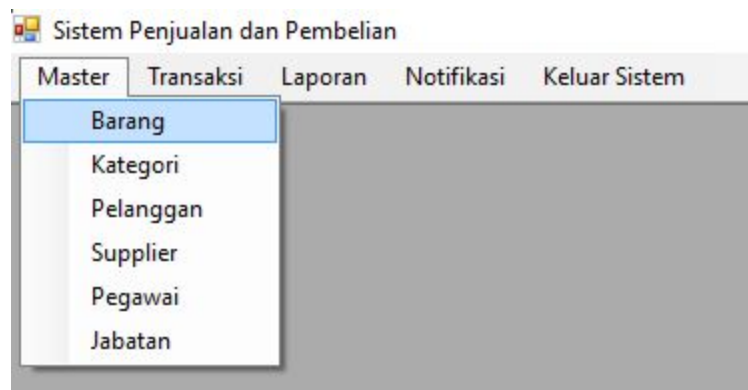 Sistem Penjualan dan Pembelian
Master Transaksi Laporan Notifikasi Keluar Sistem
Barang
Kategori
Pelanggan
Supplier
Pegawai
Jabatan